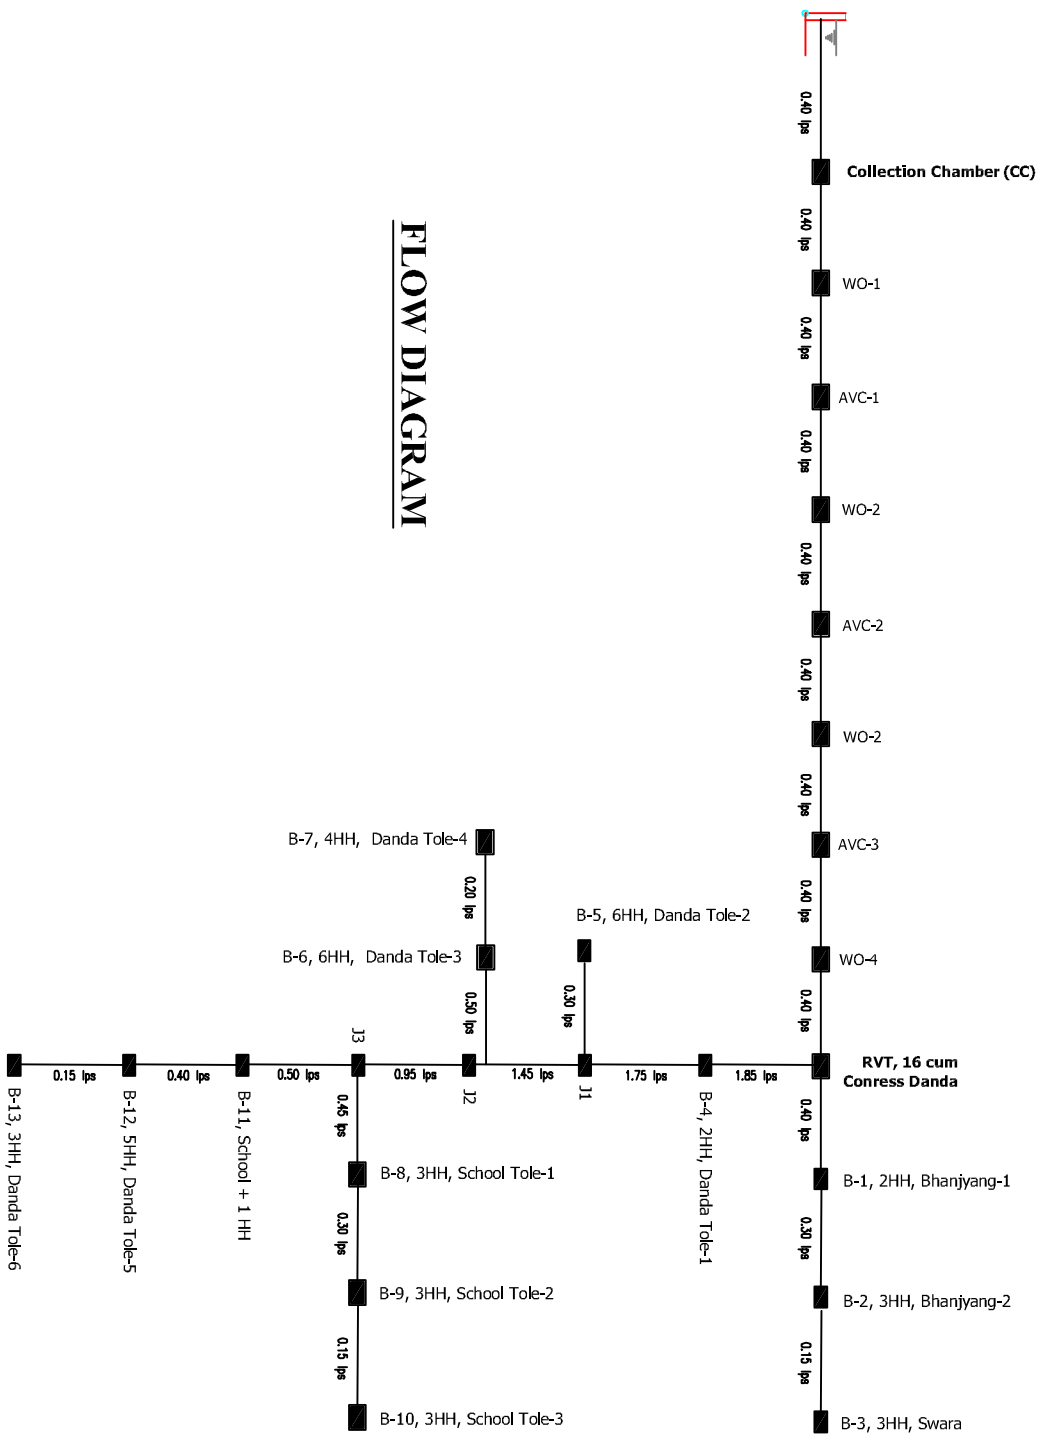 0.40 lps
Collection Chamber (CC)
0.40 lps
WO-1
0.40 lps
AVC-1
0.40 lps
WO-2
0.40 lps
AVC-2
0.40 lps
WO-2
0.40 lps
AVC-3
0.40 lps
WO-4
0.40 lps
RVT, 16 cum
Conress Danda
0.40 lps
B-1, 2HH, Bhanjyang-1
0.30 lps
B-2, 3HH, Bhanjyang-2
0.15 lps
B-3, 3HH, Swara
FLOW DIAGRAM
B-7, 4HH, Danda Tole-4
0.20 lps
B-6, 6HH, Danda Tole-3
0.50 lps
B-5, 6HH, Danda Tole-2
0.30 lps
1.85 lps
B-4, 2HH, Danda Tole-1
1.75 lps
J1
1.45 lps
J2
0.95 lps
J3
0.50 lps
B-11, School + 1 HH
0.40 lps
B-12, 5HH, Danda Tole-5
0.15 lps
B-13, 3HH, Danda Tole-6
0.45 lps
B-8, 3HH, School Tole-1
0.30 lps
B-9, 3HH, School Tole-2
0.15 lps
B-10, 3HH, School Tole-3